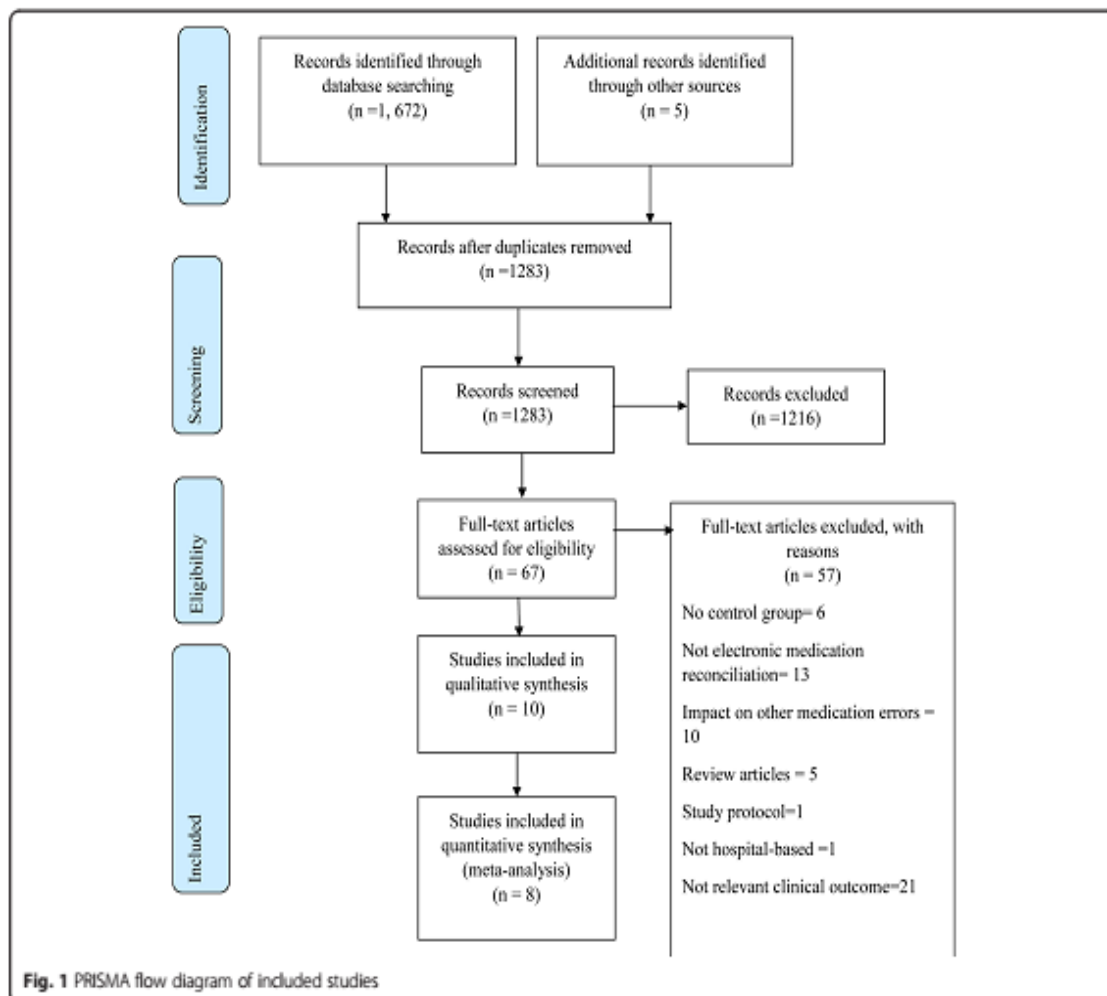 Identification
Records identified through
database searching
(n =1, 672)
Additional records identified
through other sources
(n = 5)
Records after duplicates removed
(n =1283)
Screening
Records screened
(n =1283)
Records excluded
(n =1216)
Eligibility
Full-text articles
assessed for eligibility
(n = 67)
Full-text articles excluded, with
reasons
(n = 57)
No control group= 6
Not electronic medication
reconciliation= 13
Impact on other medication errors =
10
Review articles = 5
Study protocol=1
Not hospital-based =1
Not relevant clinical outcome=21
Included
Studies included in
qualitative synthesis
(n = 10)
Studies included in
quantitative synthesis
(meta-analysis)
(n = 8)
Fig. 1 PRISMA flow diagram of included studies